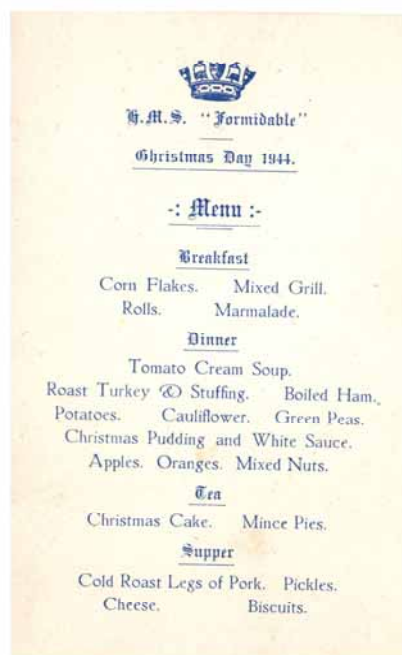 H.M.S. "Formidable"
Christmas Day 1944.
-: Menu :-
Breakfast
Corn Flakes. Mixed Grill.
Rolls. Marmalade.
Dinner
Tomato Cream Soup.
Roast Turkey & Stuffing. Boiled Ham.
Potatoes. Cauliflower. Green Peas.
Christmas Pudding and White Sauce.
Apples. Oranges. Mixed Nuts.
Tea
Christmas Cake. Mince Pies.
Supper
Cold Roast Legs of Pork. Pickles.
Cheese. Biscuits.